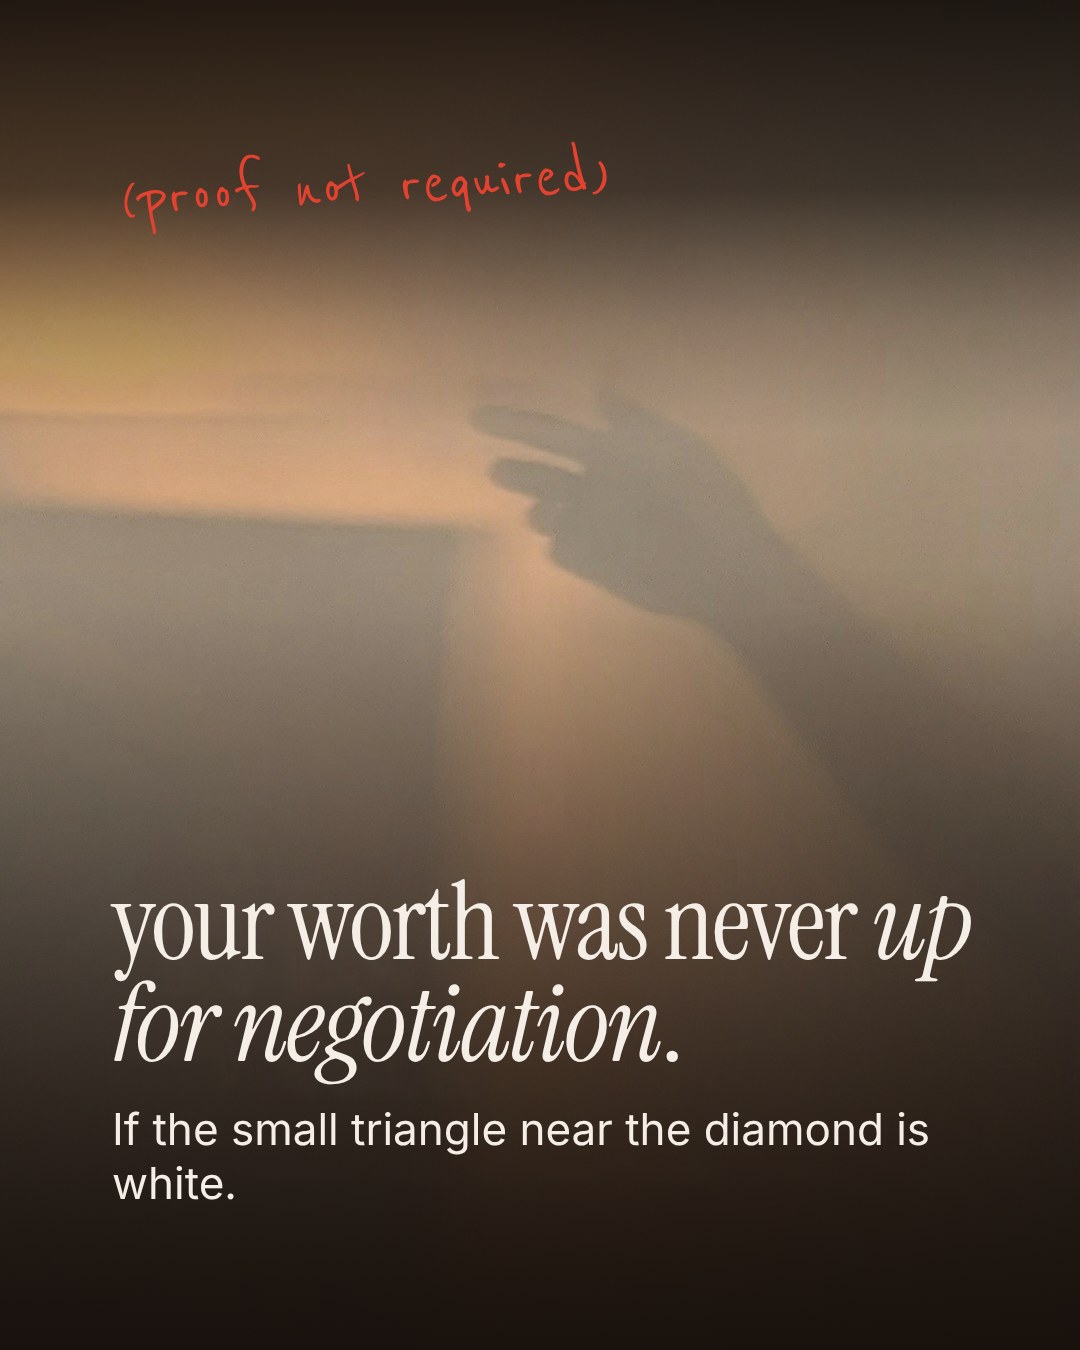 (proof not required)
your worth was never up
for negotiation.
If the small triangle near the diamond is
white.